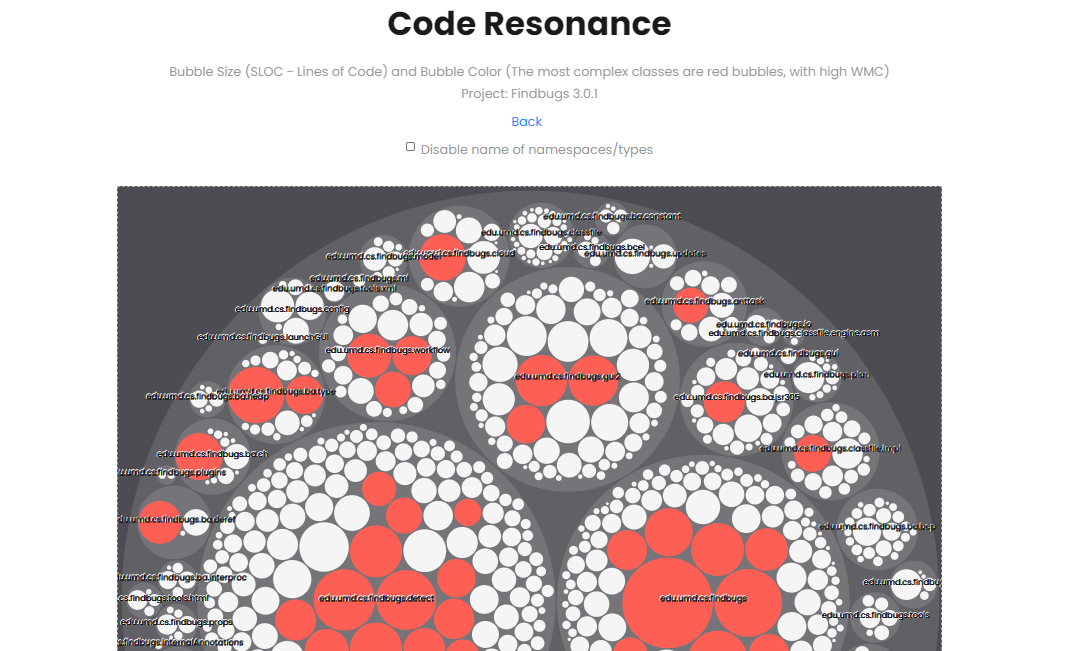 Code Resonance
Bubble Size (SLOC - Lines of Code) and Bubble Color (The most complex classes are red bubbles, with high WMC)
Project: Findbugs 3.0.1
Back
Disable name of namespaces/types
edu.umd.cs.findbugs.ba.constant
edu.umd.cs.findbugs.classfile
edu.umd.cs.findbugs.bcel
edu.umd.cs.findbugs.cloud
edu.umd.cs.findbugs.updates
edu.umd.cs.findbugs.model
edu.umd.cs.findbugs.ml
edu.umd.cs.findbugs.tools.xml
edu.umd.cs.findbugs.anttask
edu.umd.cs.findbugs.config
edu.umd.cs.findbugs.io
edu.umd.cs.findbugs.classfile.engine.asm
edu.umd.cs.findbugs.launchGUI
edu.umd.cs.findbugs.workflow
edu.umd.cs.findbugs.gui
edu.umd.cs.findbugs.gui2
edu.umd.cs.findbugs.plan
edu.umd.cs.findbugs.ba.type
edu.umd.cs.findbugs.ba.heap
edu.umd.cs.findbugs.ba.jsr305
edu.umd.cs.findbugs.classfile.impl
edu.umd.cs.findbugs.ba.ch
umd.cs.findbugs.plugins
umd.cs.findbugs.ba.deref
edu.umd.cs.findbugs.ba.bcp
umd.cs.findbugs.ba.interproc
edu.umd.cs.findbu
cs.findbugs.tools.html
edu.umd.cs.findbugs.detect
edu.umd.cs.findbugs
edu.umd.cs.findbugs.tools
edu.umd.cs.findbugs.props
s.findbugs.internalAnnotations